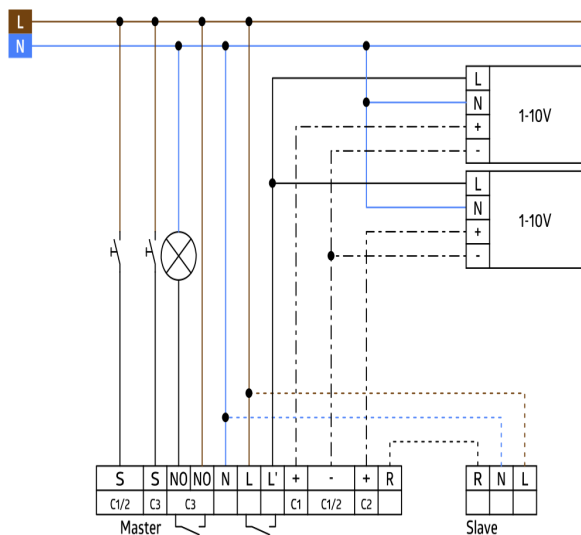 L
N
L
N
+
-
1-10V
L
N
+
-
1-10V
S S NO NO N L L' + - + R
C1/2 C3 C3 C1 C1/2 C2
R N L
Master
Slave